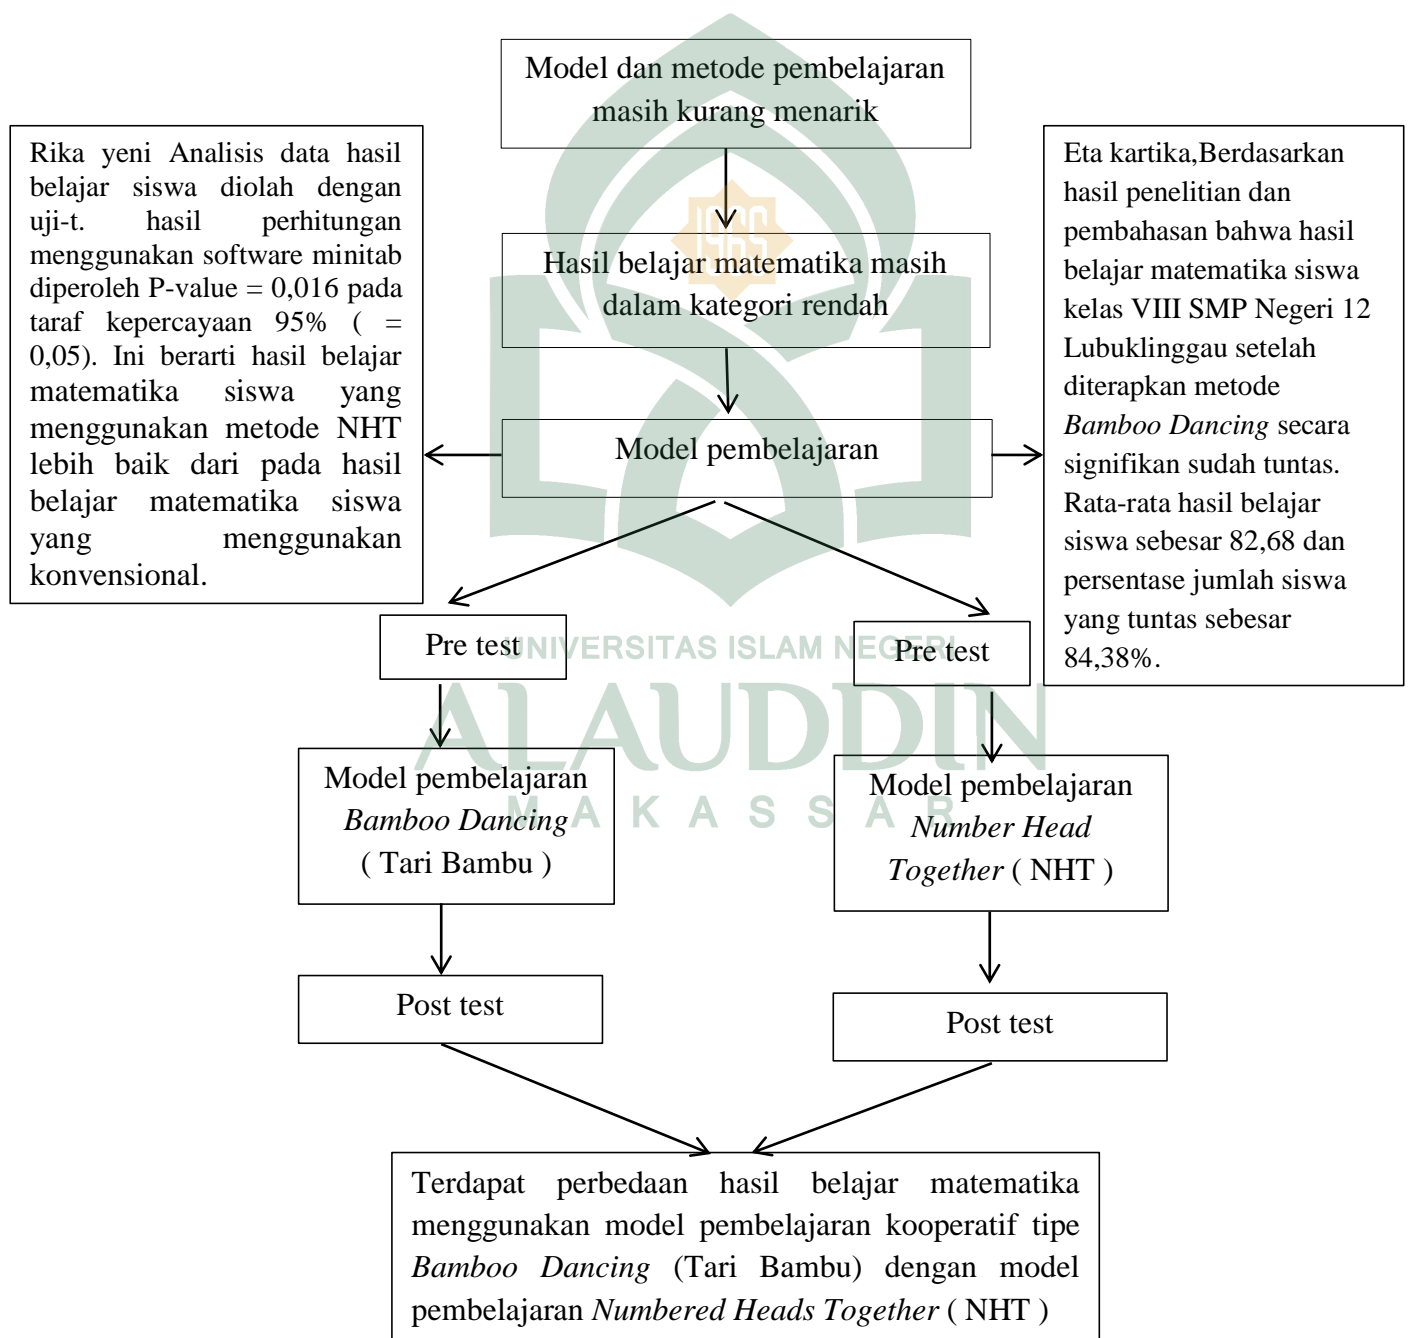 Model dan metode pembelajaran
masih kurang menarik
Rika yeni Analisis data hasil
belajar siswa diolah dengan
uji-t. hasil perhitungan
menggunakan software minitab
diperoleh P-value = 0,016 pada
taraf kepercayaan 95% ( =
0,05). Ini berarti hasil belajar
matematika siswa yang
menggunakan metode NHT
lebih baik dari pada hasil
belajar matematika siswa
yang menggunakan
konvensional.
Eta kartika,Berdasarkan
hasil penelitian dan
pembahasan bahwa hasil
belajar matematika siswa
kelas VIII SMP Negeri 12
Lubuklinggau setelah
diterapkan metode
Bamboo Dancing secara
signifikan sudah tuntas.
Rata-rata hasil belajar
siswa sebesar 82,68 dan
persentase jumlah siswa
yang tuntas sebesar
84,38%.
1965
Hasil belajar matematika masih
dalam kategori rendah
Model pembelajaran
Pre test
Pre test
UNIVERSITAS ISLAM NEGERI
ALAUDDIN
MAKASSAR
Model pembelajaran
Bamboo Dancing
( Tari Bambu )
Model pembelajaran
Number Head
Together ( NHT )
Post test
Post test
Terdapat perbedaan hasil belajar matematika
menggunakan model pembelajaran kooperatif tipe
Bamboo Dancing (Tari Bambu) dengan model
pembelajaran Numbered Heads Together ( NHT )